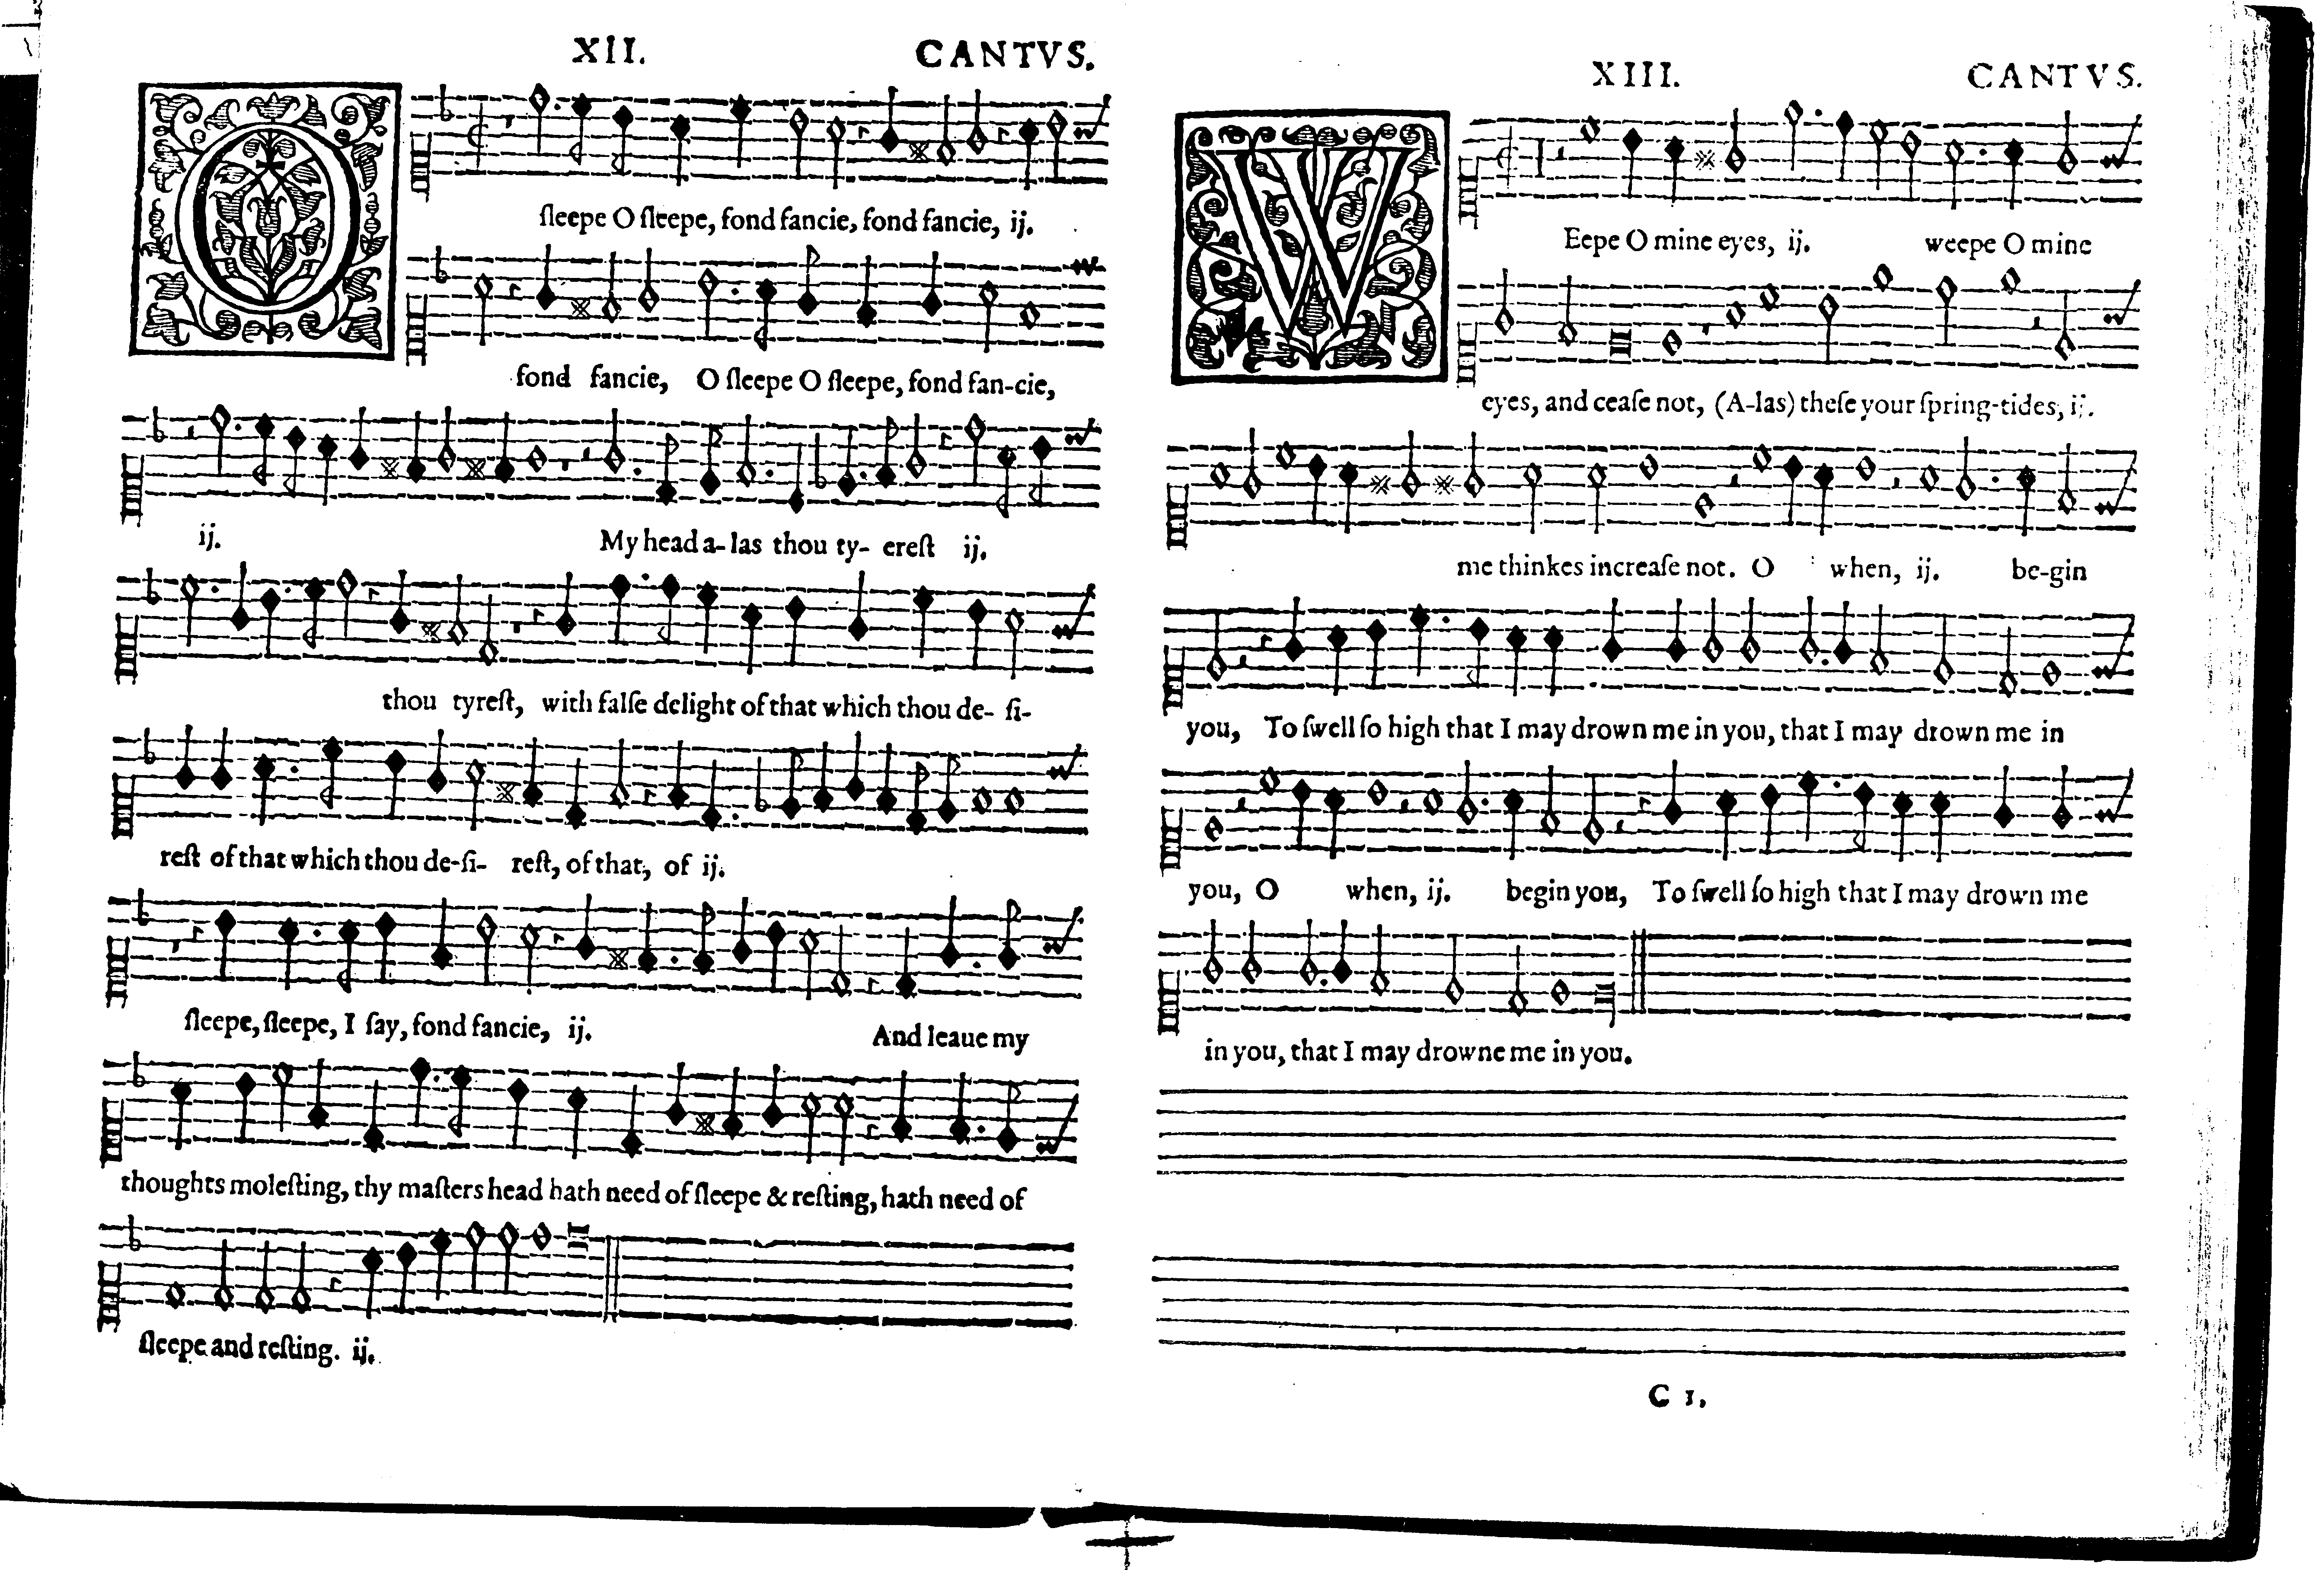 XII. CANTVS.
O
ſleepe O ſleepe, fond fancie, fond fancie, ij.
fond fancie, O ſleepe O ſleepe, fond fan-cie,
ij. My head a-las thou ty- ereſt ij.
thou tyreſt, with falſe delight of that which thou de- ſi-
reſt of that which thou de-ſi- reſt, of that, of ij.
ſleepe, ſleepe, I ſay, fond fancie, ij. And leaue my
thoughts moleſting, thy maſters head hath need of ſleepe & reſting, hath need of
ſleepe and reſting. ij.
XIII. CANTVS.
W
Eepe O mine eyes, ij. weepe O mine
eyes, and ceaſe not, (A-las) theſe your ſpring-tides, ij.
me thinkes increaſe not. O when, ij. be-gin
you, To ſwell ſo high that I may drown me in you, that I may drown me in
you, O when, ij. begin you, To ſwell ſo high that I may drown me
in you, that I may drowne me in you.
C 1.